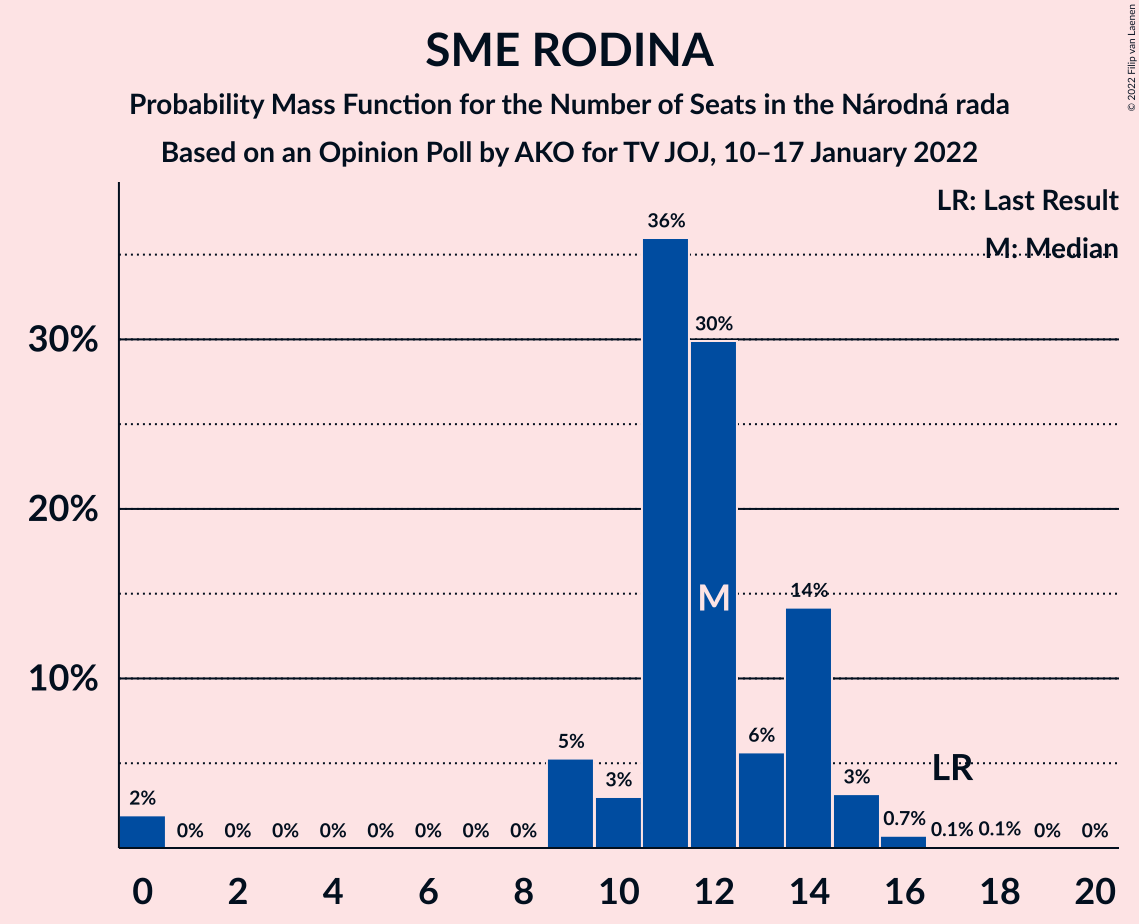 SME RODINA
Probability Mass Function for the Number of Seats in the Národná rada
Based on an Opinion Poll by AKO for TV JOJ, 10–17 January 2022
© 2022 Filip van Laenen
LR: Last Result
M: Median
30%
20%
10%
2%
0%
0%
0%
0%
0%
0%
0%
0%
5%
3%
36%
30%
6%
14%
3%
0.7%
0.1%
0.1%
0%
0%
M
LR
0 2 4 6 8 10 12 14 16 18 20